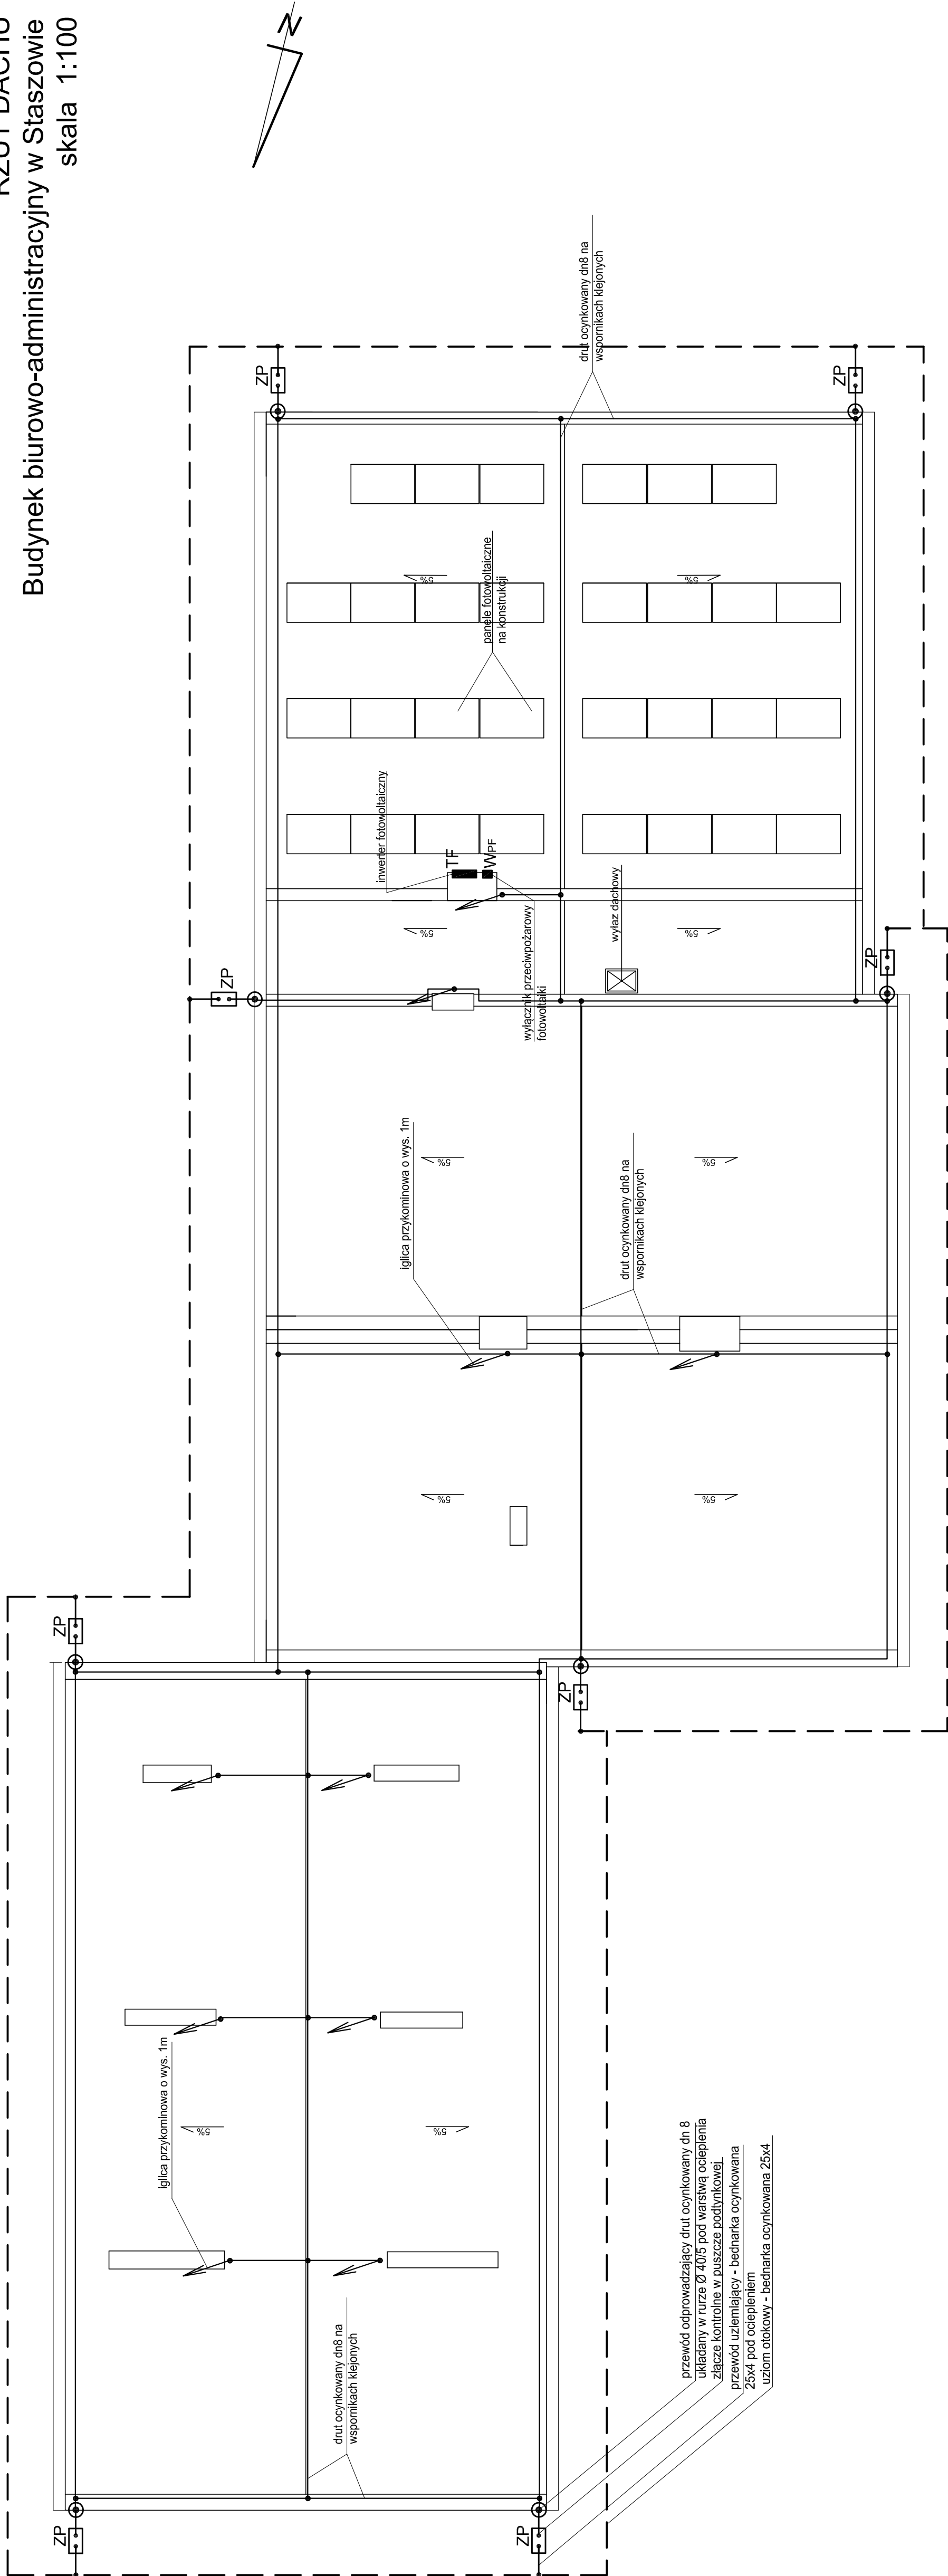 RZUT DACHU
Budynek biurowo-administracyjny w Staszowie
skala 1:100
N
drut ocynkowany dn8 na
wspornikach klejonych
ZP
ZP
5%
5%
panele fotowoltaiczne
na konstrukcji
inwerter fotowoltaiczny
TF
WPF
wyłącznik przeciwpożarowy
fotowoltaiki
wyłaz dachowy
5%
5%
ZP
ZP
iglica przykominowa o wys. 1m
5%
5%
drut ocynkowany dn8 na
wspornikach klejonych
5%
5%
ZP
ZP
iglica przykominowa o wys. 1m
5%
5%
drut ocynkowany dn8 na
wspornikach klejonych
ZP
ZP
przewód odprowadzający drut ocynkowany dn 8
układany w rurze Ø 40/5 pod warstwą ocieplenia
złącze kontrolne w puszcze podtynkowej
przewód uziemiający - bednarka ocynkowana
25x4 pod ociepleniem
uziom otokowy - bednarka ocynkowana 25x4